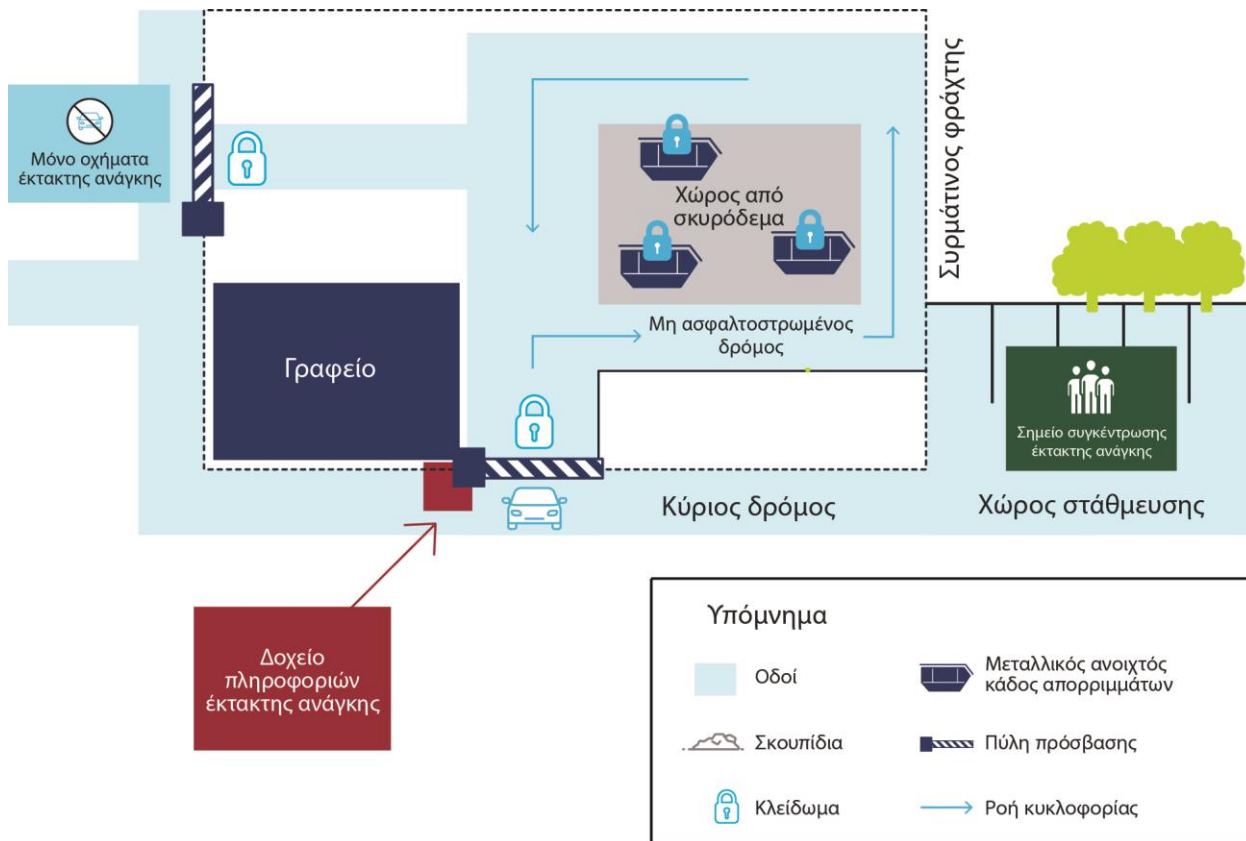 Μόνο οχήματα
έκτακτης ανάγκης
Χώρος από
σκυρόδεμα
Συρμάτινος φράχτης
Μη ασφαλτοστρωμένος
δρόμος
Γραφείο
Σημείο συγκέντρωσης
έκτακτης ανάγκης
Κύριος δρόμος
Χώρος στάθμευσης
Δοχείο
πληροφοριών
έκτακτης ανάγκης
Υπόμνημα
Οδοί
Μεταλλικός ανοιχτός
κάδος απορριμμάτων
Σκουπίδια
Πύλη πρόσβασης
Κλείδωμα
Ροή κυκλοφορίας